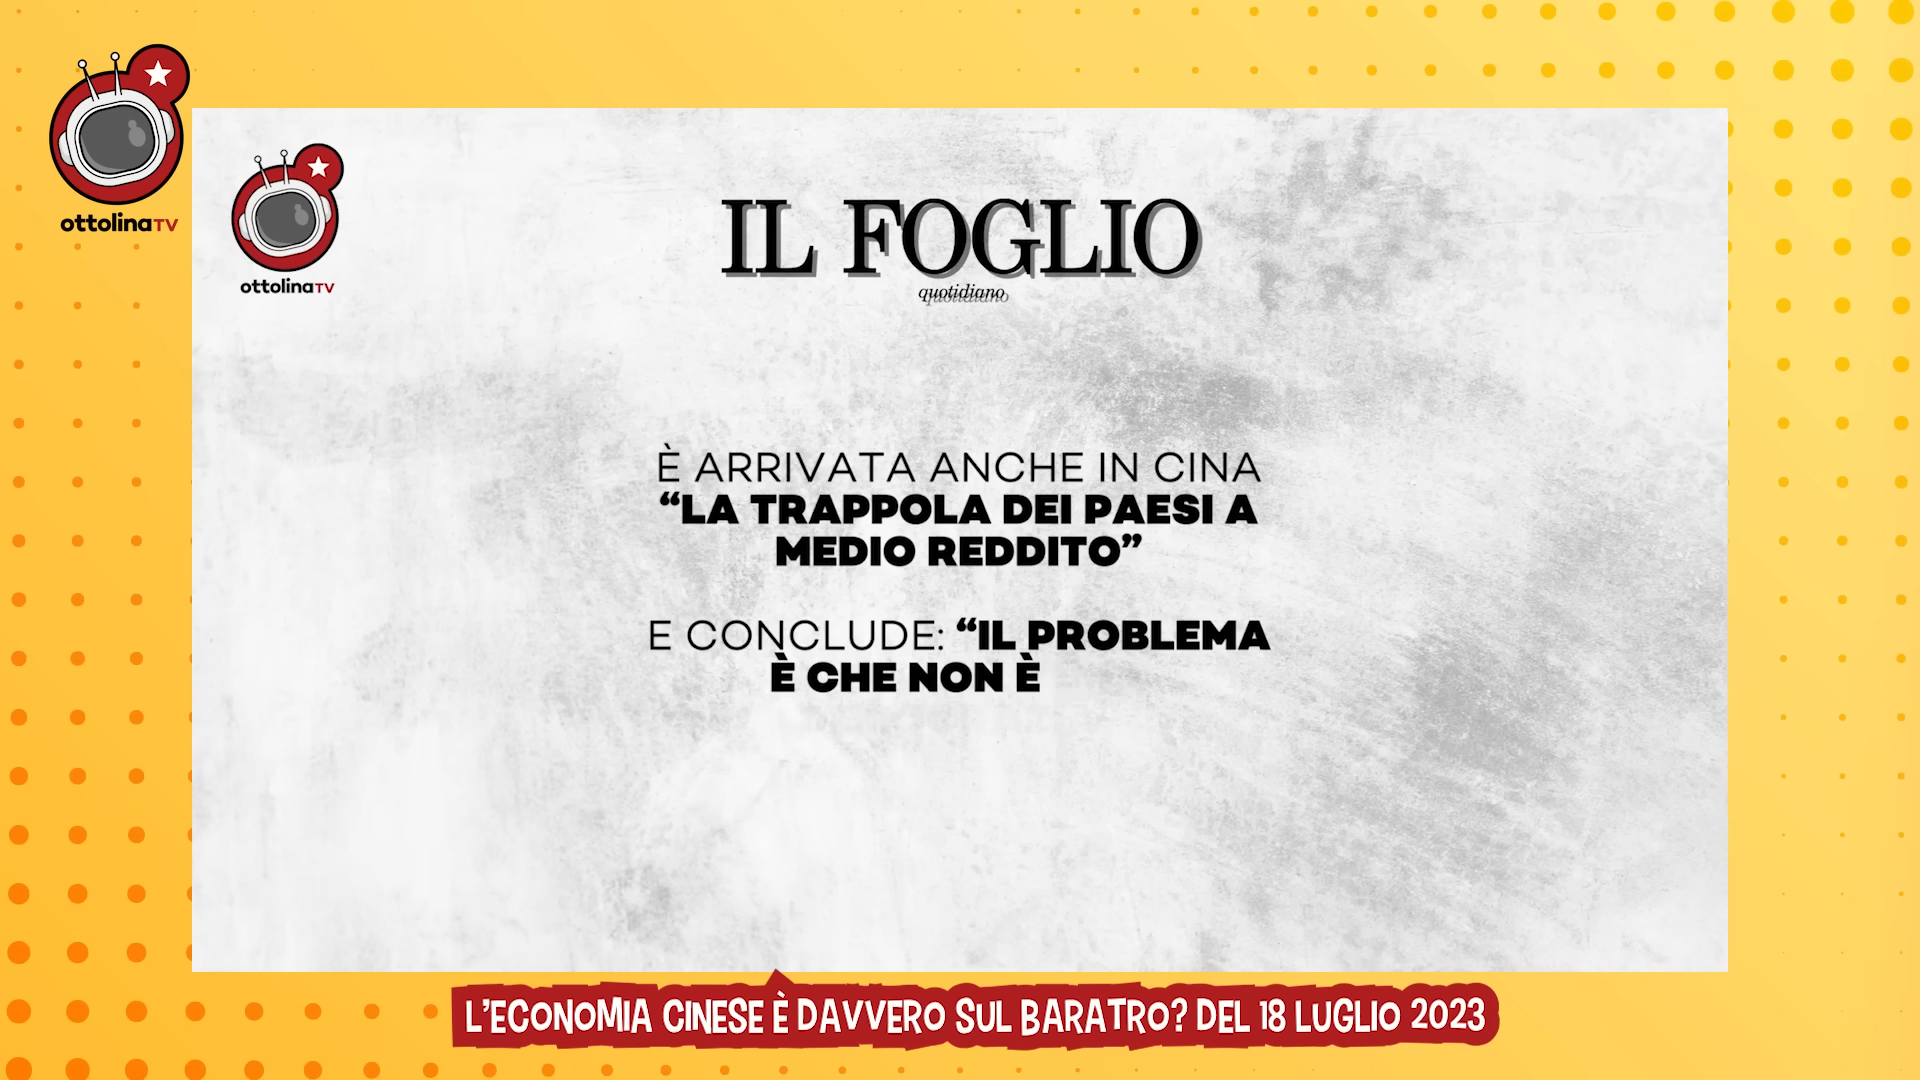 ottolinaTV
ottolinaTV
IL FOGLIO
quotidiano
È ARRIVATA ANCHE IN CINA
“LA TRAPPOLA DEI PAESI A
MEDIO REDDITO”
E CONCLUDE: “IL PROBLEMA
È CHE NON È
L'ECONOMIA CINESE È DAVVERO SUL BARATRO? DEL 18 LUGLIO 2023